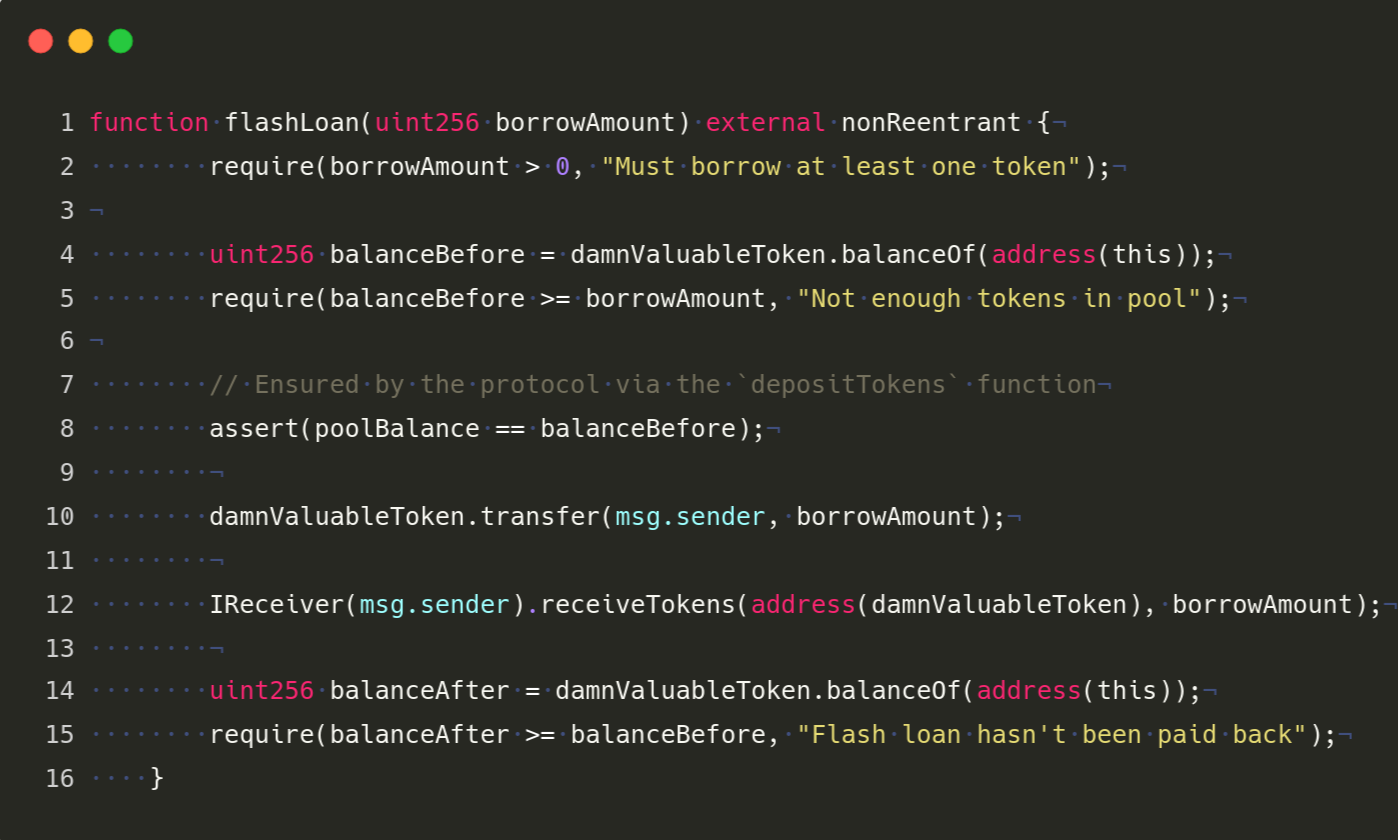 1 function flashLoan(uint256 borrowAmount) external nonReentrant {¬
2 ········require(borrowAmount > 0, "Must borrow at least one token");¬
3 ¬
4 ········uint256 balanceBefore = damnValuableToken.balanceOf(address(this));¬
5 ········require(balanceBefore >= borrowAmount, "Not enough tokens in pool");¬
6 ¬
7 ········// Ensured by the protocol via the `depositTokens` function¬
8 ········assert(poolBalance == balanceBefore);¬
9 ········¬
10 ········damnValuableToken.transfer(msg.sender, borrowAmount);¬
11 ········¬
12 ········IReceiver(msg.sender).receiveTokens(address(damnValuableToken), borrowAmount);¬
13 ········¬
14 ········uint256 balanceAfter = damnValuableToken.balanceOf(address(this));¬
15 ········require(balanceAfter >= balanceBefore, "Flash loan hasn't been paid back");¬
16 ····}